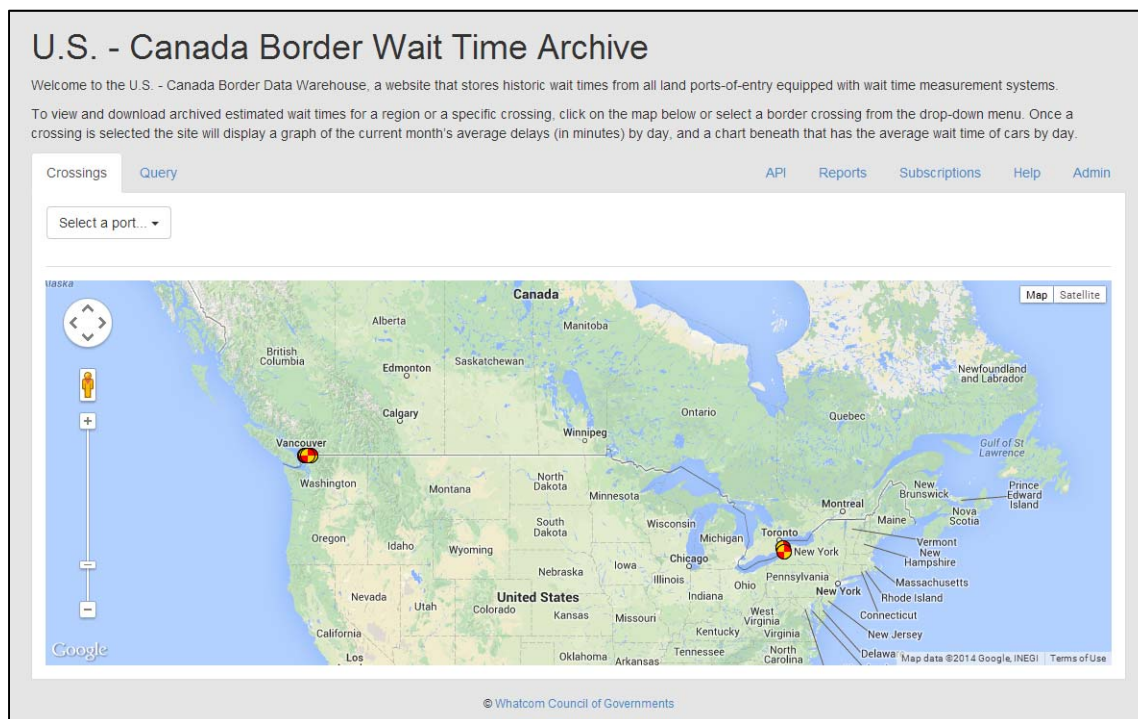 U.S. - Canada Border Wait Time Archive
Welcome to the U.S. - Canada Border Data Warehouse, a website that stores historic wait times from all land ports-of-entry equipped with wait time measurement systems.
To view and download archived estimated wait times for a region or a specific crossing, click on the map below or select a border crossing from the drop-down menu. Once a
crossing is selected the site will display a graph of the current month's average delays (in minutes) by day, and a chart beneath that has the average wait time of cars by day.
Crossings Query API Reports Subscriptions Help Admin
Select a port...
Map Satellite
Canada
Alberta
Manitoba
British
Columbia
Edmonton
Saskatchewan
Newfoundland
and Labrador
Calgary
Ontario
Quebec
Winnipeg
Vancouver
Gulf of St
Lawrence
Washington
Montana
North
Dakota
Minnesota
New
Brunswick
Prince
Edward
Island
Montreal
Nova
Scotia
Maine
Oregon
Idaho
Wyoming
South
Dakota
Wisconsin
Michigan
Toronto
New York
Vermont
New
Hampshire
Chicago
Iowa
Nebraska
Illinois
Indiana
Ohio
Pennsylvania
New York
Massachusetts
Rhode Island
Connecticut
New Jersey
Nevada
Utah
Colorado
United States
Kansas
Missouri
West
Virginia
Kentucky
Virginia
California
Los
Oklahoma
Arkansas
Tennessee
North
Carolina
Delaw
Google
Map data ©2014 Google, INEGI Terms of Use
© Whatcom Council of Governments